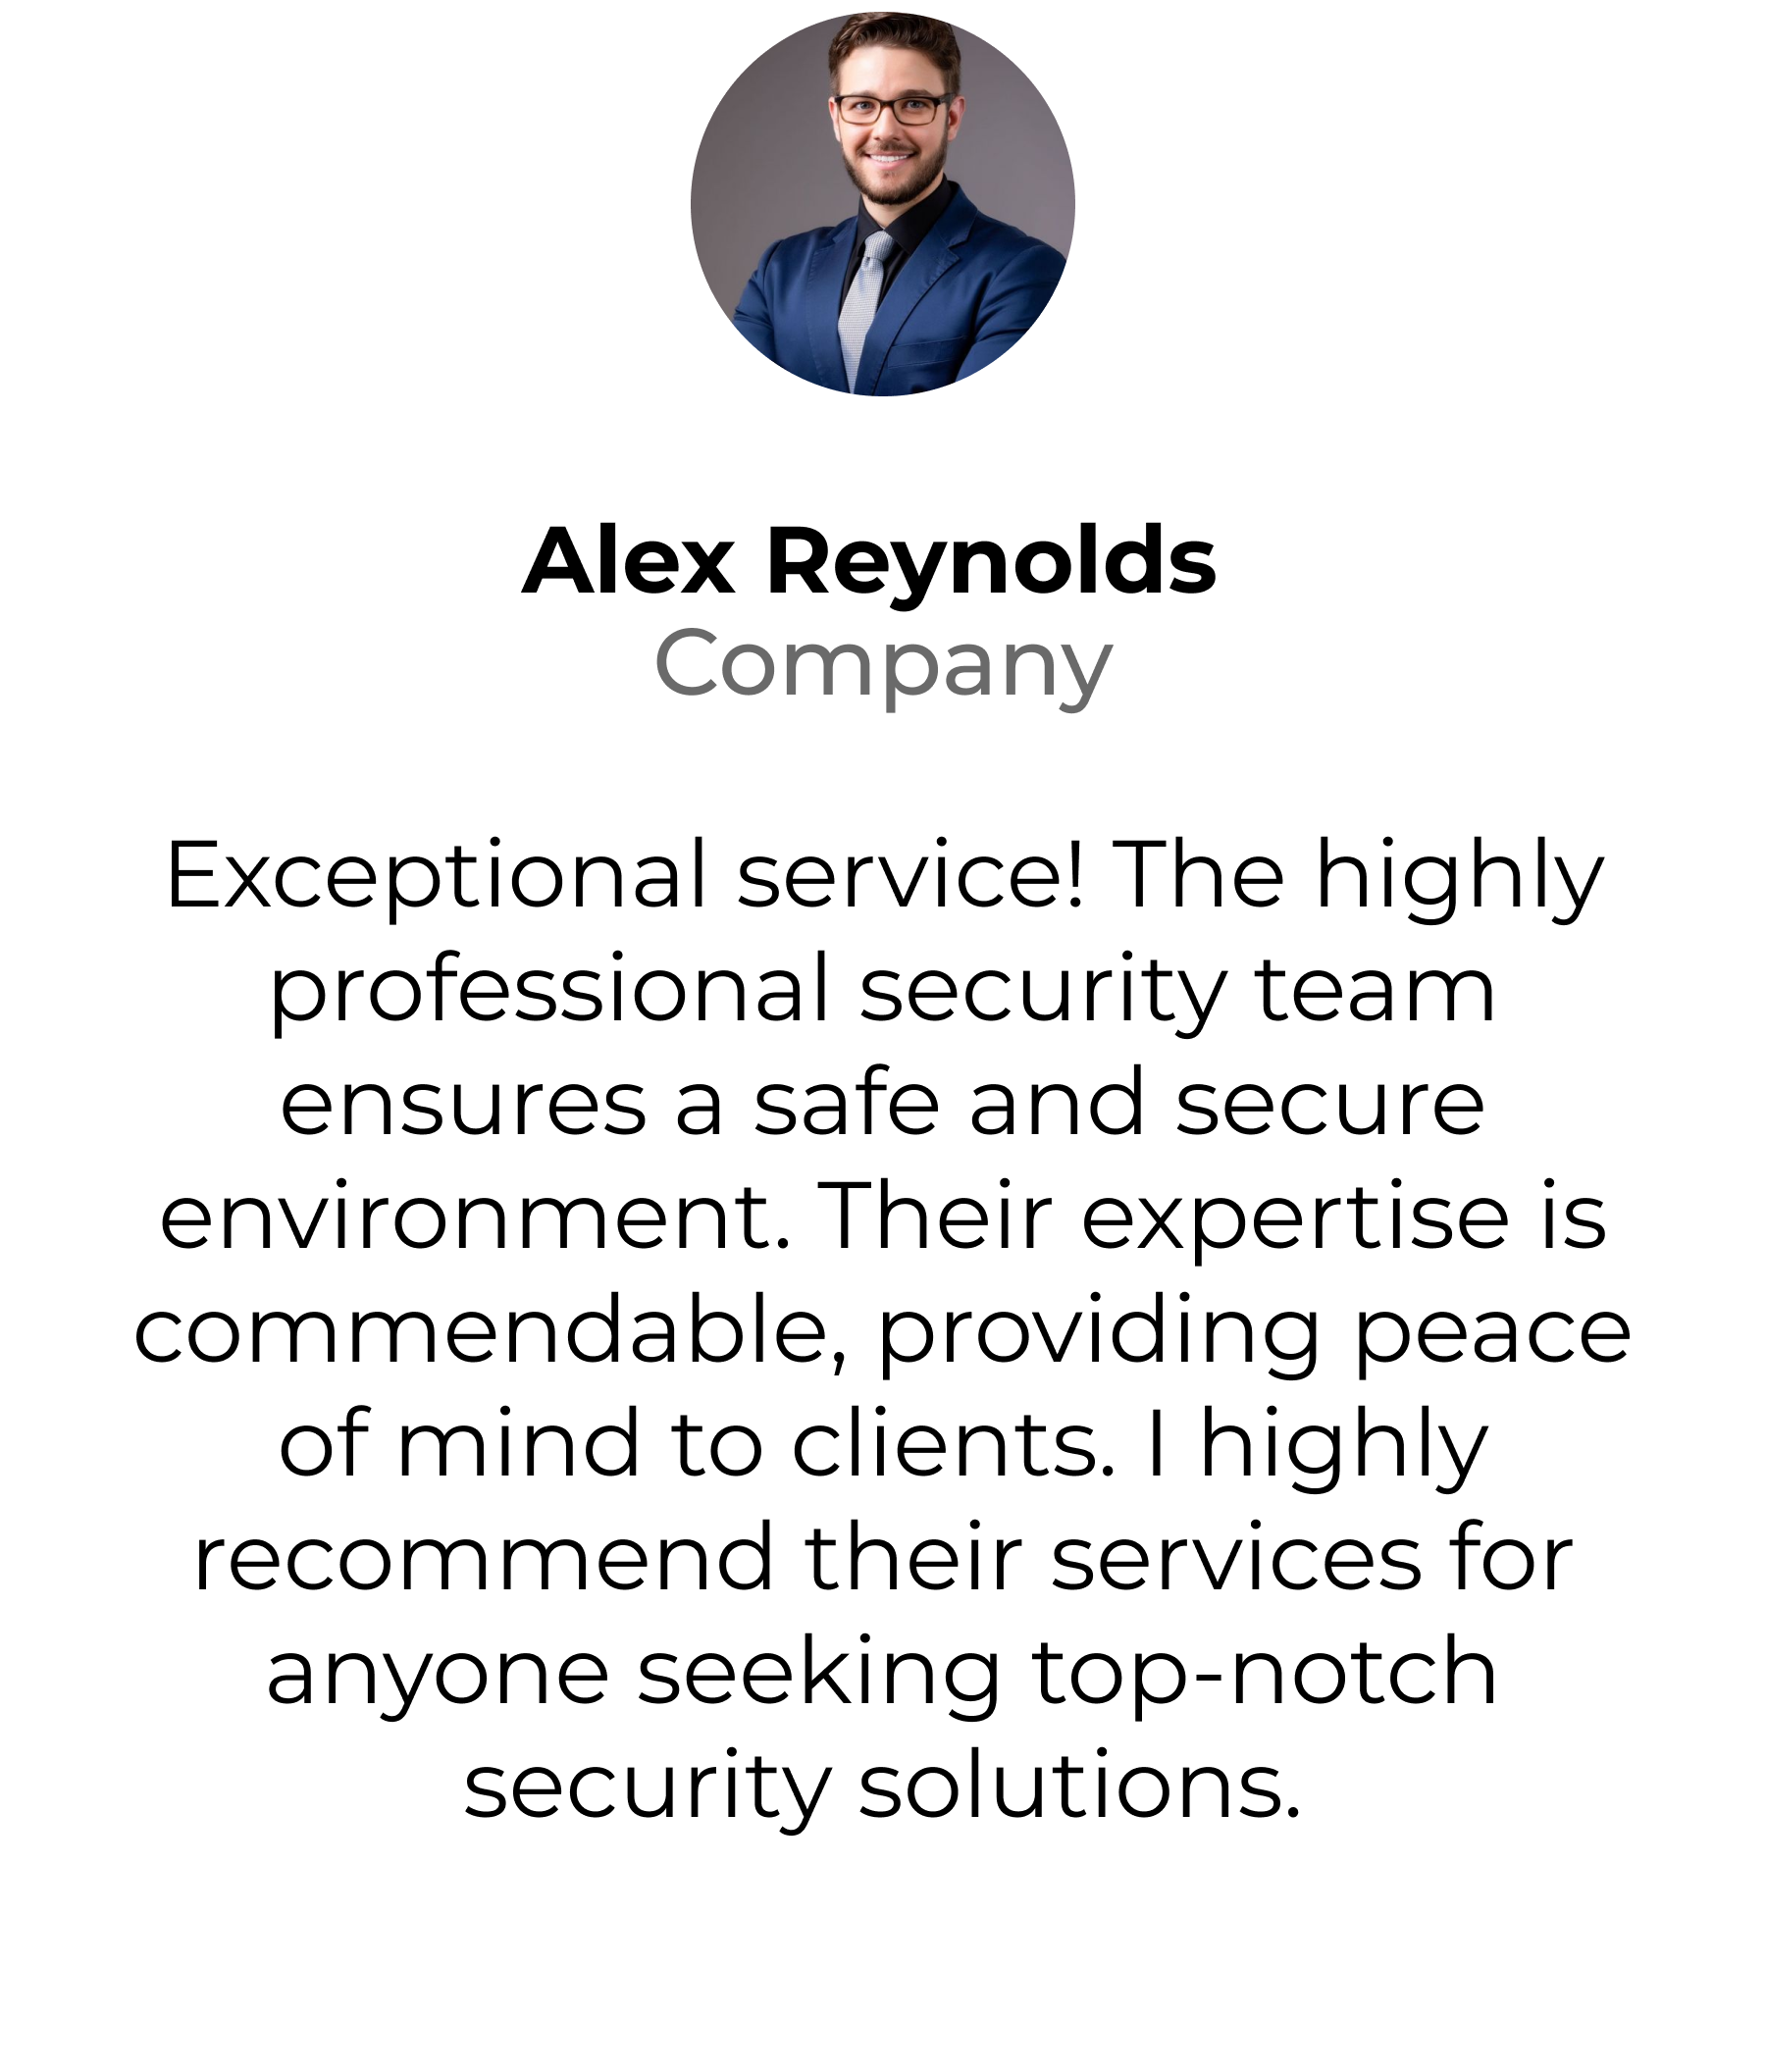 Alex Reynolds
Company
Exceptional service! The highly
professional security team
ensures a safe and secure
environment. Their expertise is
commendable, providing peace
of mind to clients. I highly
recommend their services for
anyone seeking top-notch
security solutions.